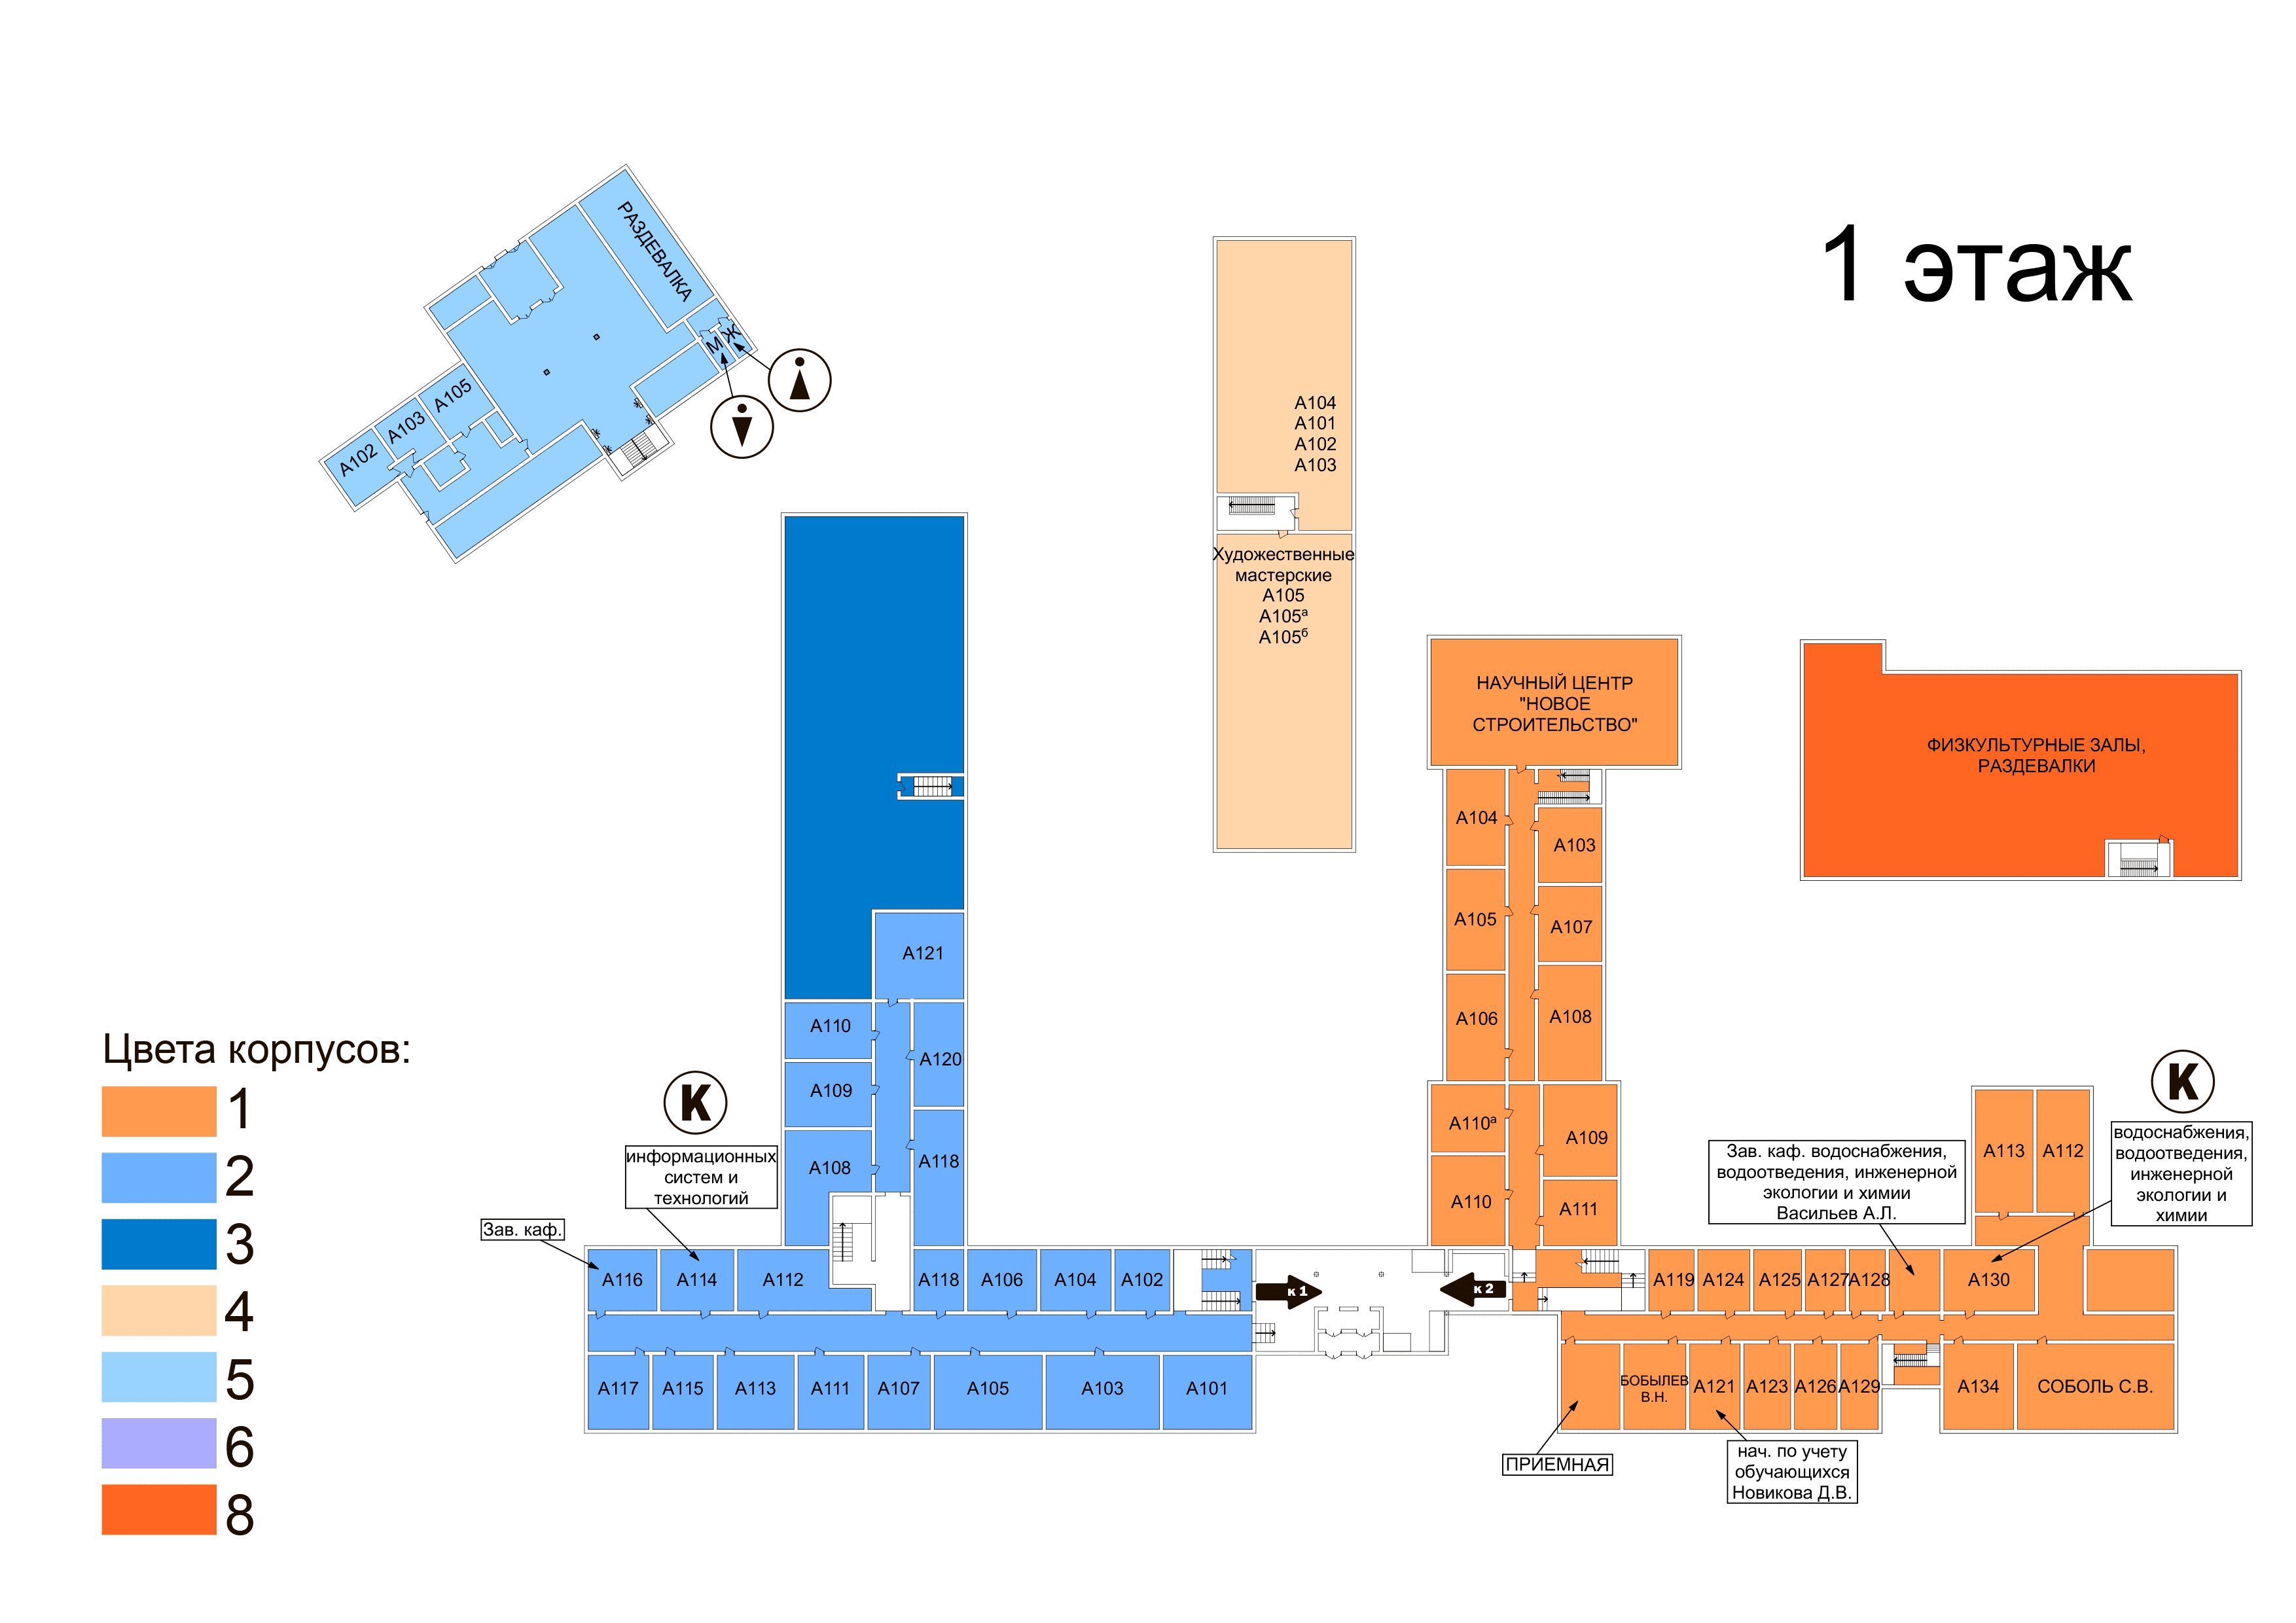 1 этаж
РАЗДЕВАЛКА
М
Ж
А105
А103
А102
А104
А101
А102
А103
Художественные
мастерские
А105
А105а
А105б
НАУЧНЫЙ ЦЕНТР
"НОВОЕ
СТРОИТЕЛЬСТВО"
ФИЗКУЛЬТУРНЫЕ ЗАЛЫ,
РАЗДЕВАЛКИ
А104
А103
А105
А107
А106
А108
А110а
А109
А110
А111
А121
А110
А120
А109
А108
А118
Цвета корпусов:
1
2
3
4
5
6
8
К
информационных
систем и
технологий
Зав. каф.
А116
А114
А112
А118
А106
А104
А102
к 1
к 2
А117
А115
А113
А111
А107
А105
А103
А101
К
водоснабжения,
водоотведения,
инженерной
экологии и
химии
Зав. каф. водоснабжения,
водоотведения, инженерной
экологии и химии
Васильев А.Л.
А113
А112
А119
А124
А125
А127
А128
А130
БОБЫЛЕВ
В.Н.
А121
А123
А126
А129
А134
СОБОЛЬ С.В.
ПРИЕМНАЯ
нач. по учету
обучающихся
Новикова Д.В.